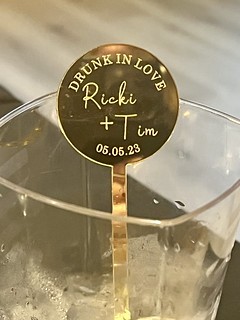 DRUNK IN LOVE
Ricki
+Tim
05.05.23